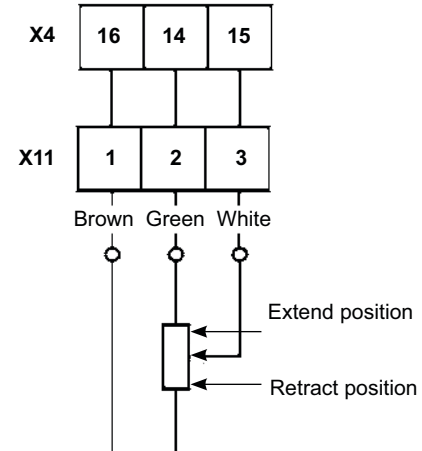 X4 16 14 15
X11 1 2 3
Brown Green White
Extend position
Retract position